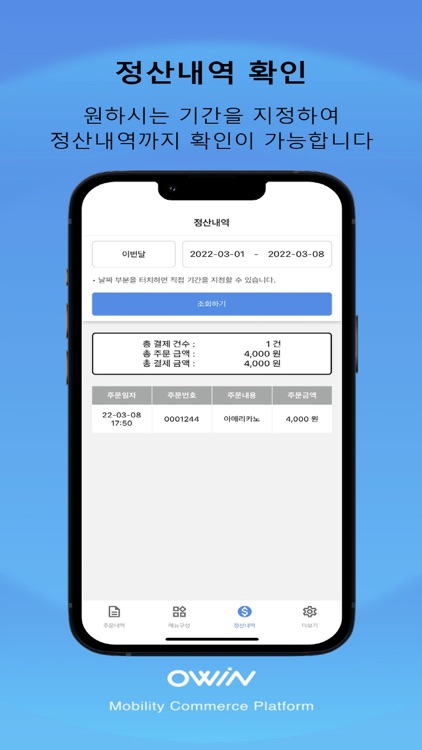 정산내역 확인
원하시는 기간을 지정하여
정산내역까지 확인이 가능합니다
정산내역
이번달 2022-03-01 - 2022-03-08
• 날짜 부분을 터치하면 직접 기간을 지정할 수 있습니다.
조회하기
총 결제 건수 : 1 건
총 주문 금액 : 4,000 원
총 결제 금액 : 4,000 원
주문일자 주문번호 주문내용 주문금액
22-03-08 17:50 0001244 아메리카노 4,000 원
주문내역 메뉴구성 정산내역 더보기
OWiN
Mobility Commerce Platform